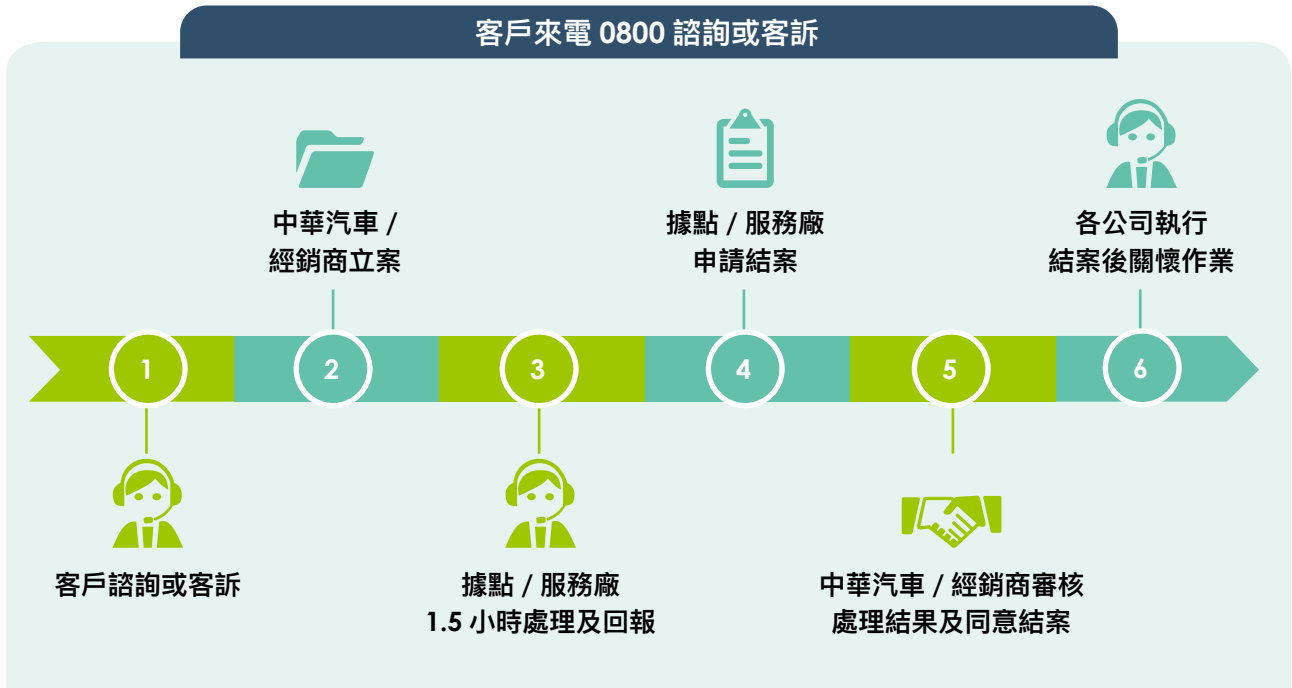 客戶來電 0800 諮詢或客訴
1
客戶諮詢或客訴
2
中華汽車 /
經銷商立案
3
據點 / 服務廠
1.5 小時處理及回報
4
據點 / 服務廠
申請結案
5
中華汽車 / 經銷商審核
處理結果及同意結案
6
各公司執行
結案後關懷作業